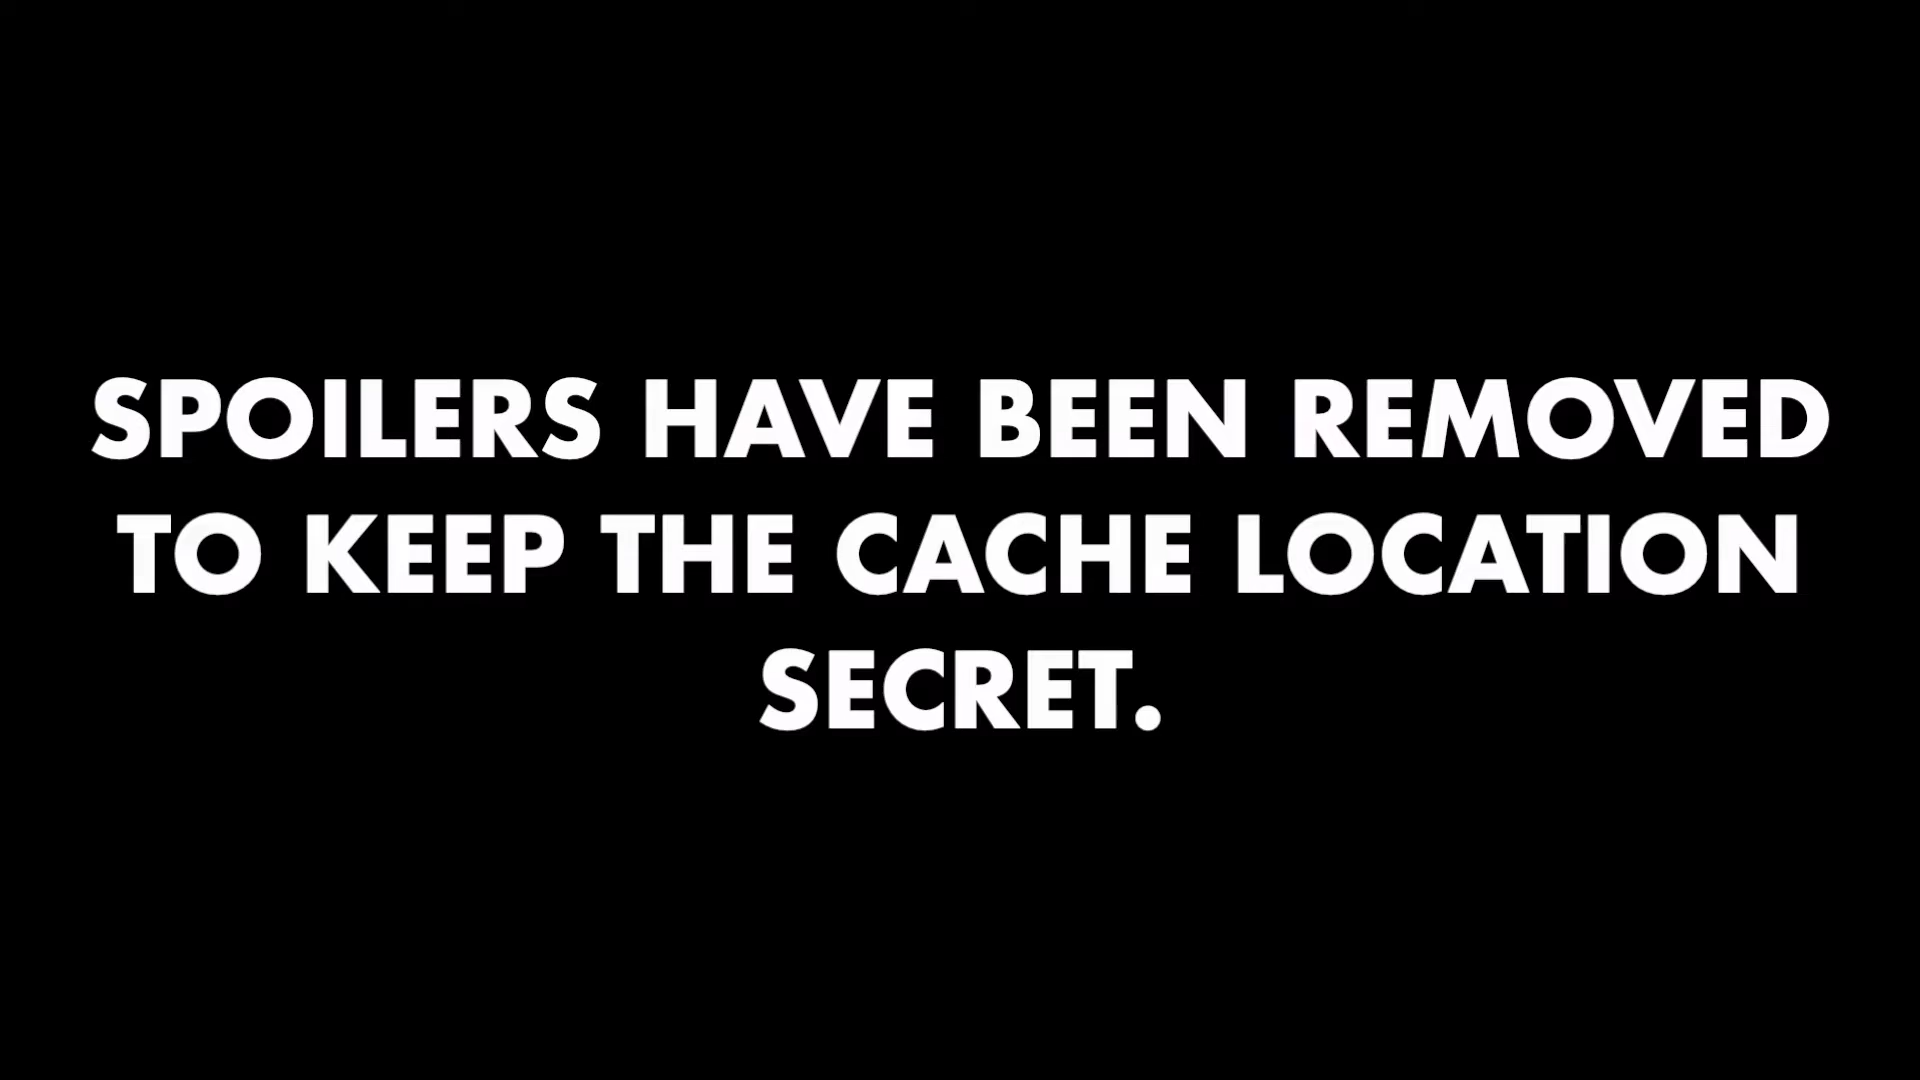 SPOILERS HAVE BEEN REMOVED
TO KEEP THE CACHE LOCATION
SECRET.